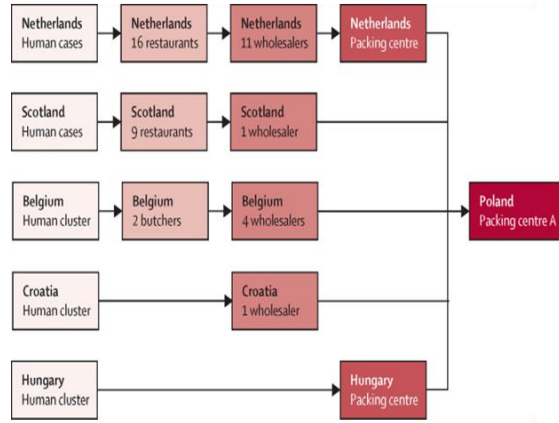 Netherlands
Human cases
Netherlands
16 restaurants
Netherlands
11 wholesalers
Netherlands
Packing centre
Scotland
Human cases
Scotland
9 restaurants
Scotland
1 wholesaler
Belgium
Human cluster
Belgium
2 butchers
Belgium
4 wholesalers
Poland
Packing centre A
Croatia
Human cluster
Croatia
1 wholesaler
Hungary
Human cluster
Hungary
Packing centre